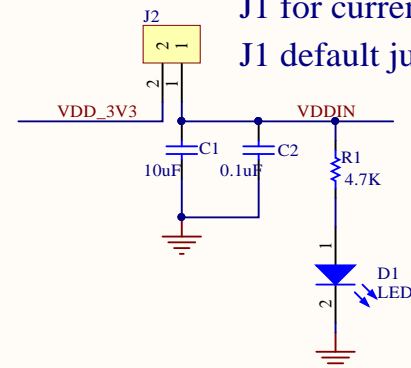 J2
J1 for curre
J1 default ju
2 1
2 1
VDD_3V3
VDDIN
C1
10uF
C2
0.1uF
R1
4.7K
1
D1
LED
2